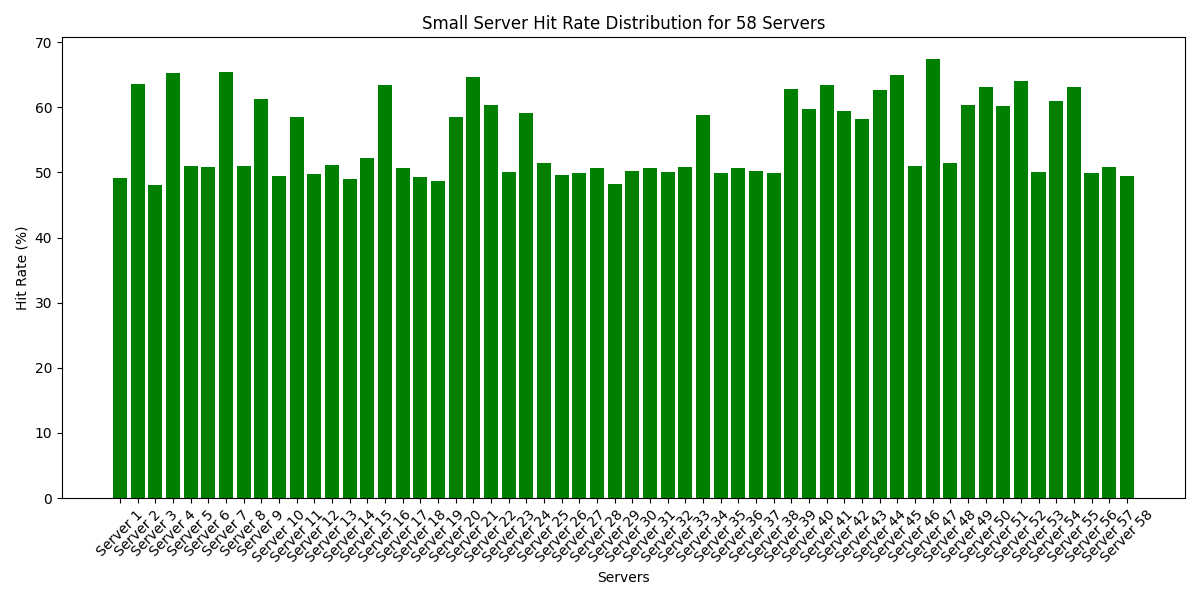 Small Server Hit Rate Distribution for 58 Servers
70
60
50
40
30
20
10
0
Hit Rate (%)
Server 1
Server 2
Server 3
Server 4
Server 5
Server 6
Server 7
Server 8
Server 9
Server 10
Server 11
Server 12
Server 13
Server 14
Server 15
Server 16
Server 17
Server 18
Server 19
Server 20
Server 21
Server 22
Server 23
Server 24
Server 25
Server 26
Server 27
Server 28
Server 29
Server 30
Server 31
Server 32
Server 33
Server 34
Server 35
Server 36
Server 37
Server 38
Server 39
Server 40
Server 41
Server 42
Server 43
Server 44
Server 45
Server 46
Server 47
Server 48
Server 49
Server 50
Server 51
Server 52
Server 53
Server 54
Server 55
Server 56
Server 57
Server 58
Servers